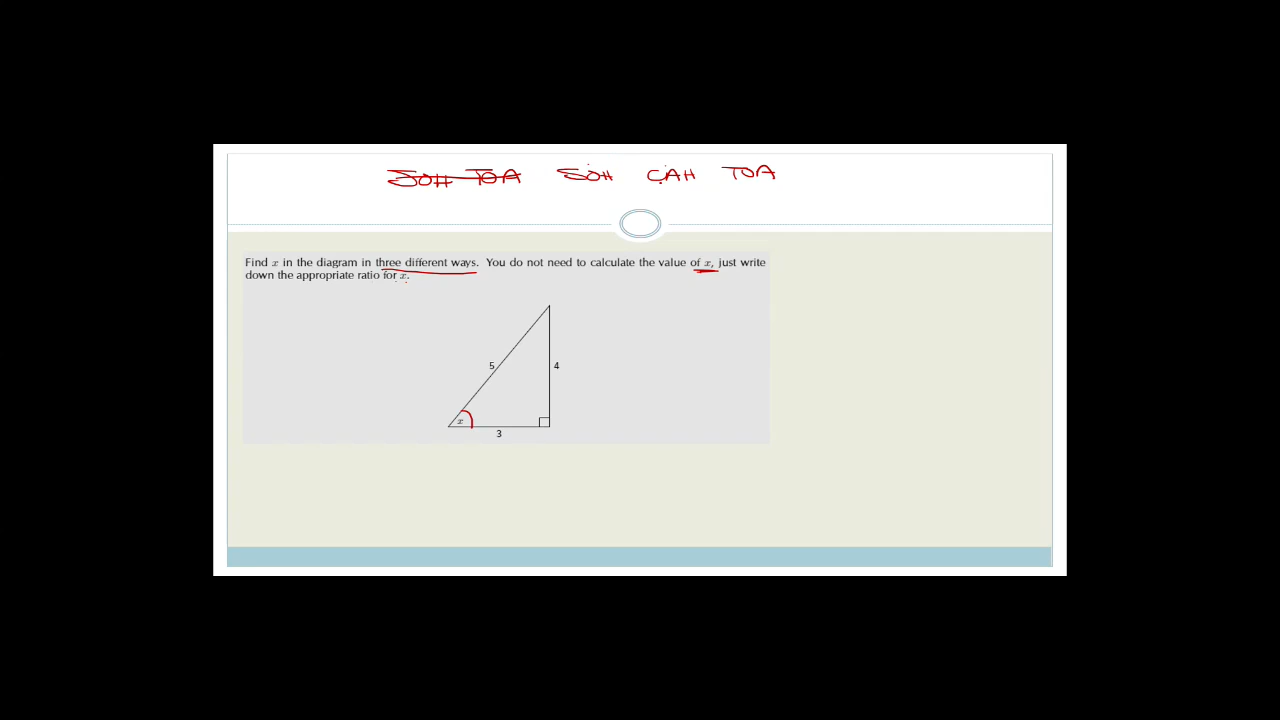 SOH TOA SOH CAH TOA
Find x in the diagram in three different ways. You do not need to calculate the value of x, just write
down the appropriate ratio for x.
5
4
x
3